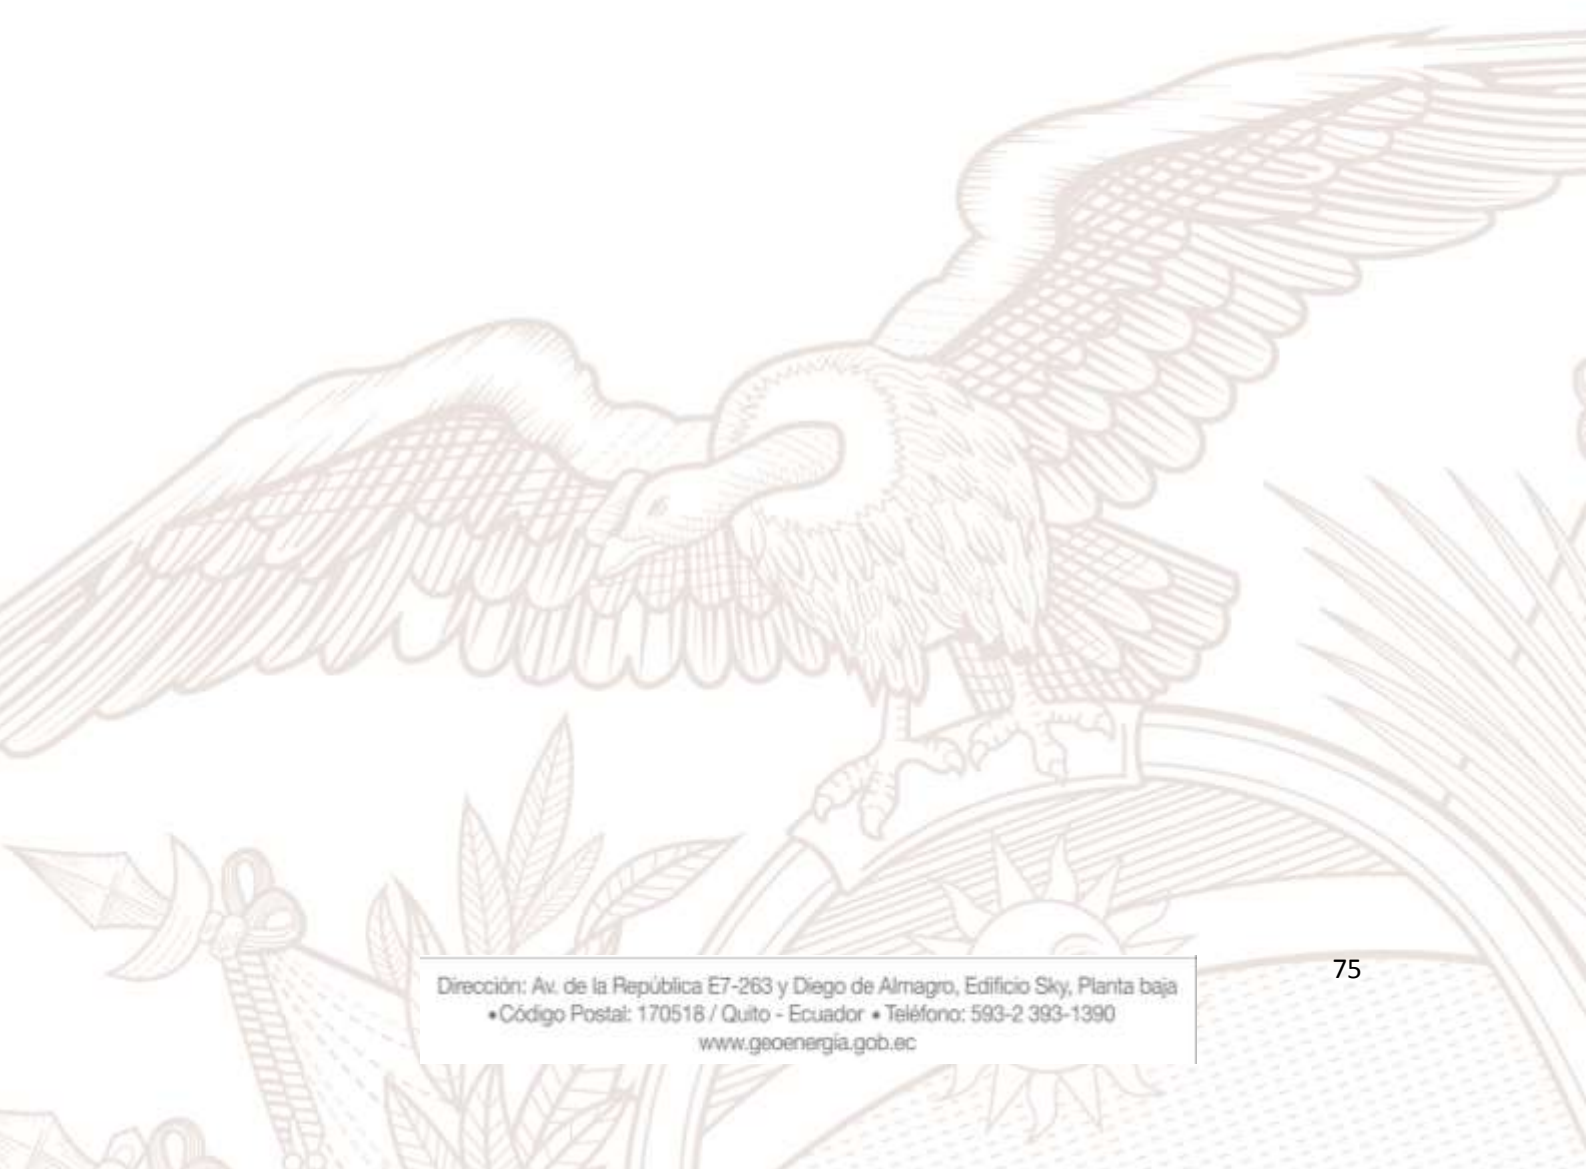 75
Dirección: Av. de la República E7-263 y Diego de Almagro, Edificio Sky, Planta baja
•Código Postal: 170518 / Quito - Ecuador • Teléfono: 593-2 393-1390
www.geoenergía.gob.ec